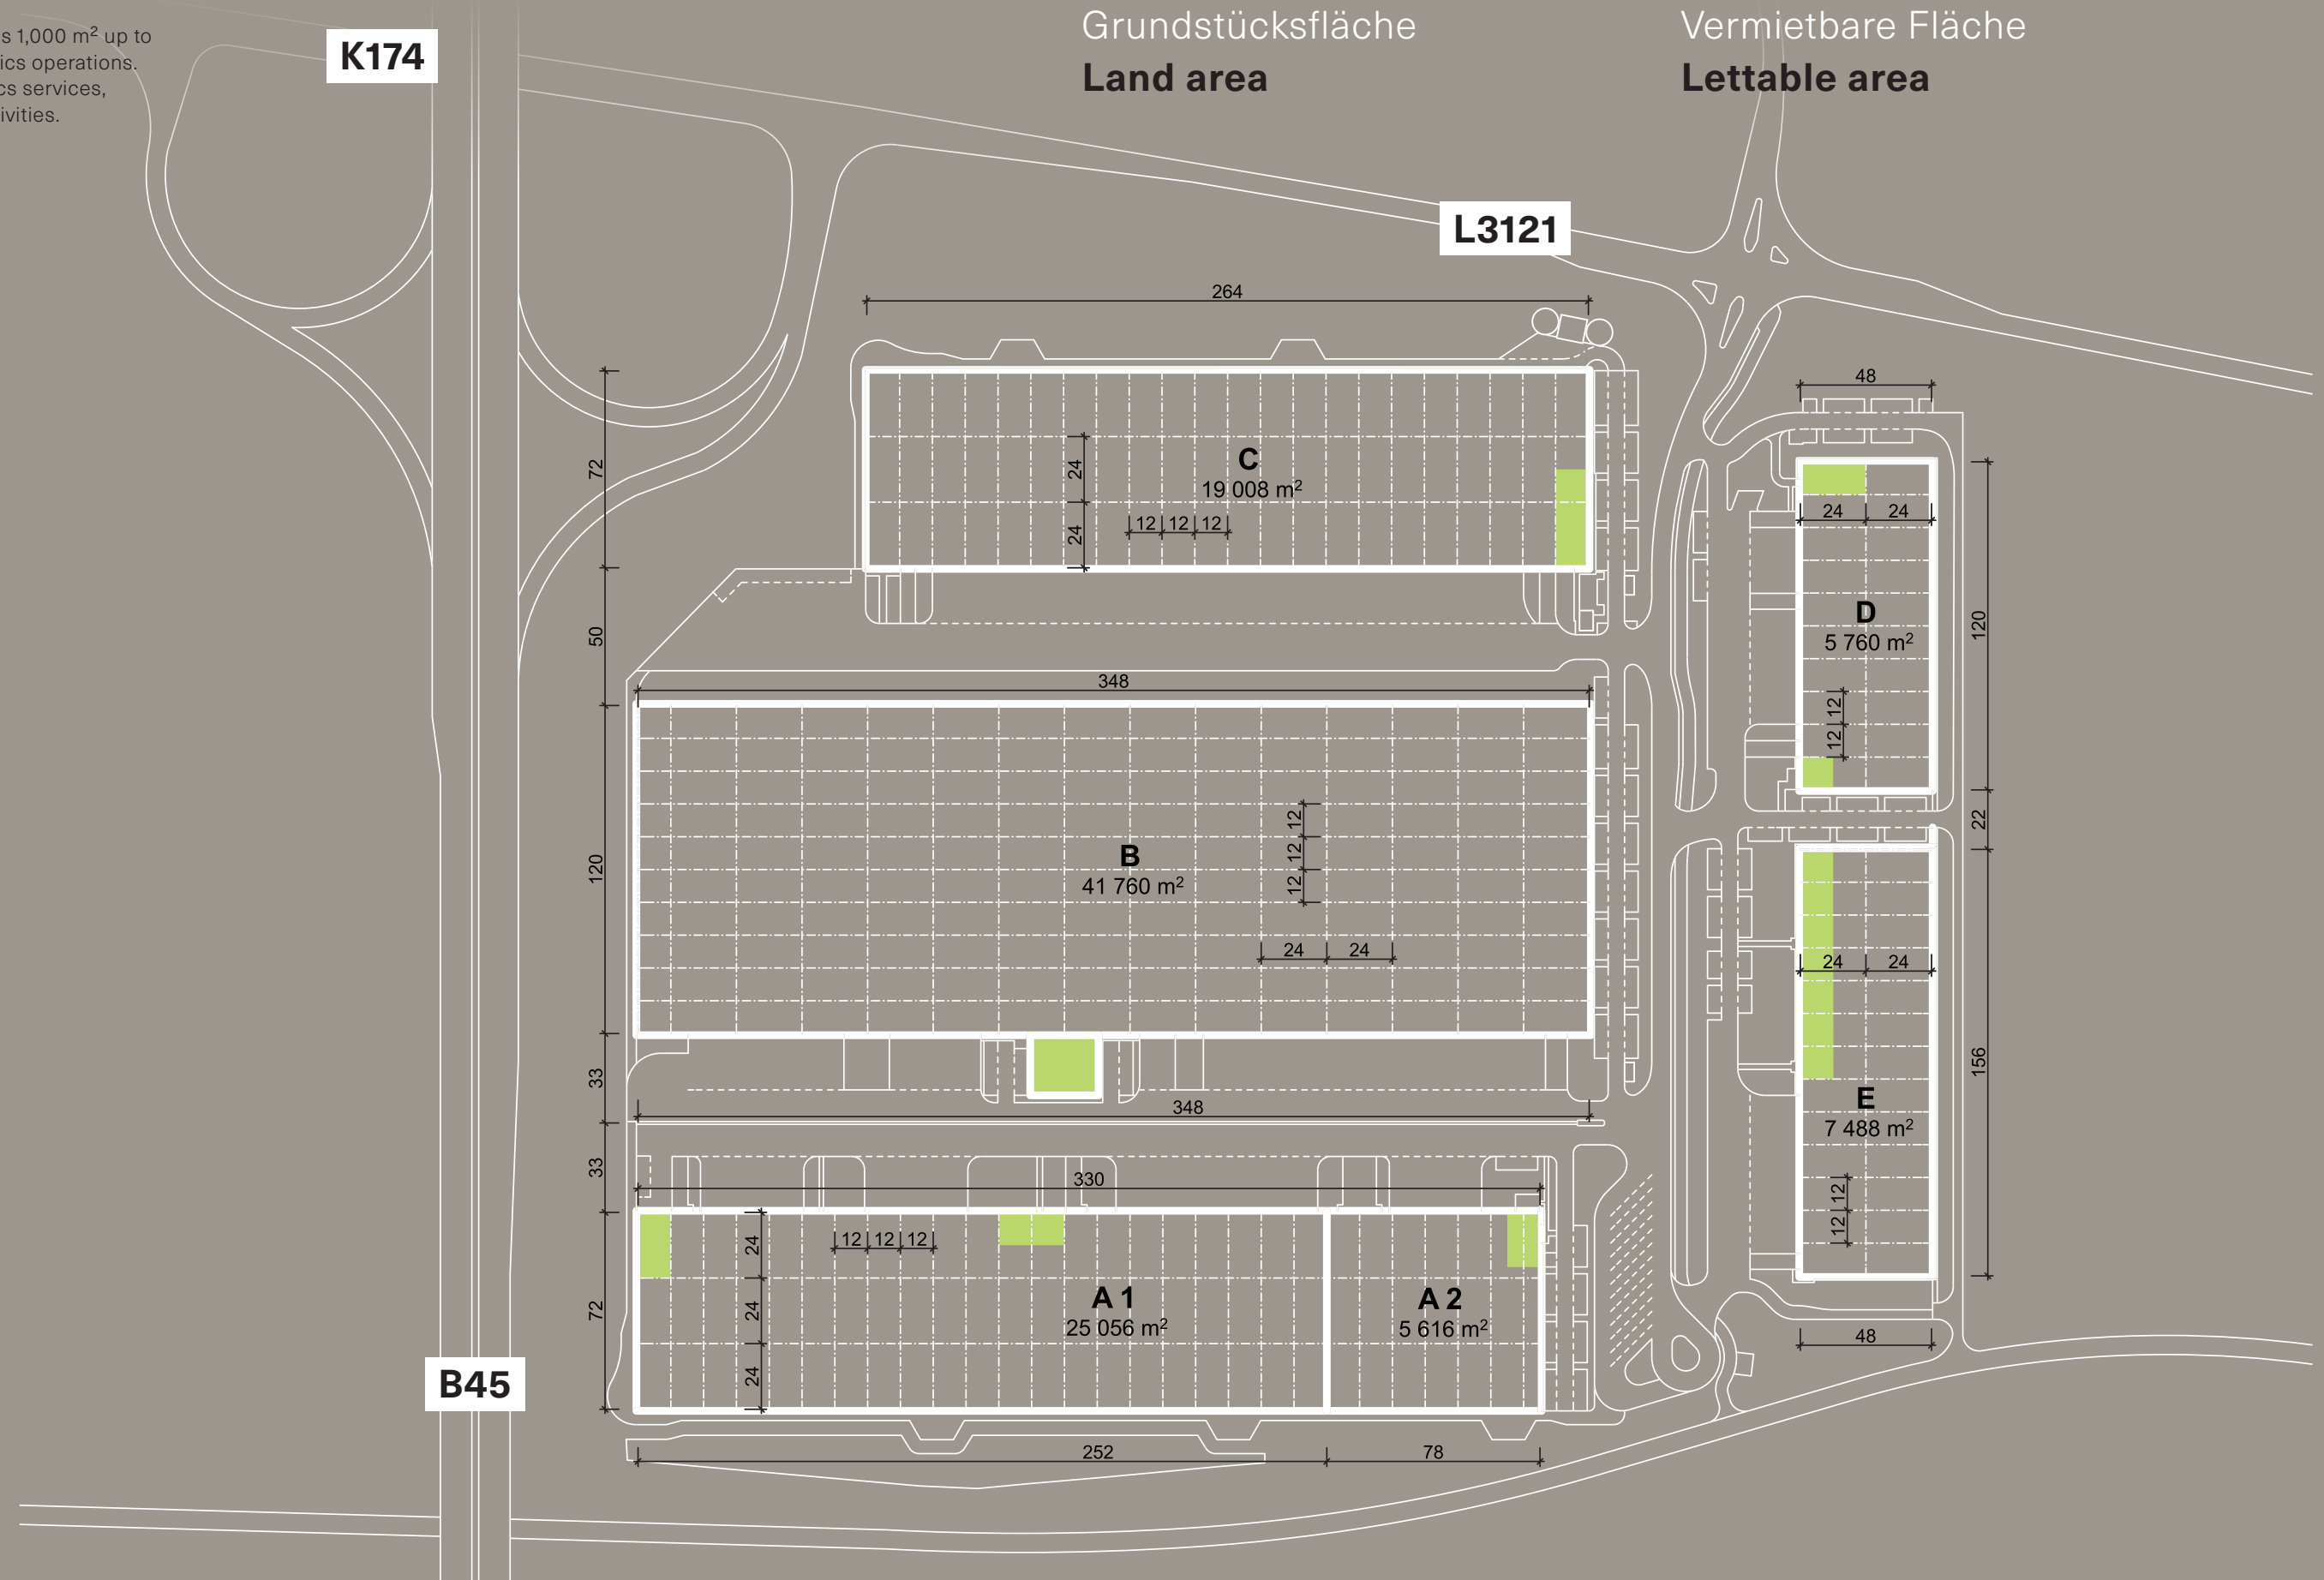 s 1,000 m² up to
ics operations.
cs services,
ivities.
K174
Grundstücksfläche
Land area
Vermietbare Fläche
Lettable area
L3121
264
48
72
C
19 008 m²
24
24
12 12 12
24 24
D
5 760 m²
120
12
12
50
348
22
120
B
41 760 m²
12
12
12
24 24
24 24
E
7 488 m²
156
12
12
48
33
348
33
330
72
24
24
24
12 12 12
A 1
25 056 m²
A 2
5 616 m²
B45
252
78